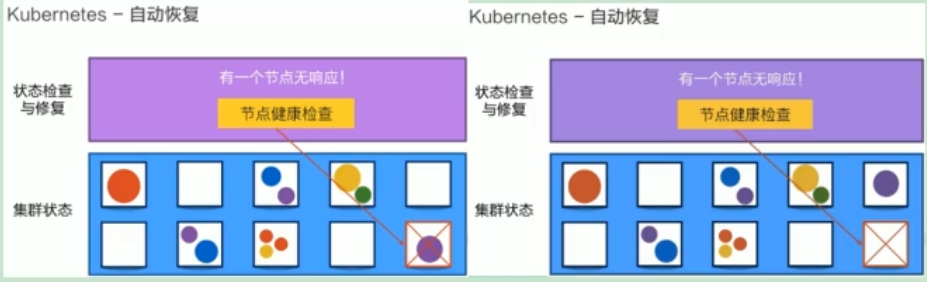 Kubernetes – 自动恢复
状态检查
与修复
有一个节点无响应！
节点健康检查
集群状态
Kubernetes – 自动恢复
状态检查
与修复
有一个节点无响应！
节点健康检查
集群状态